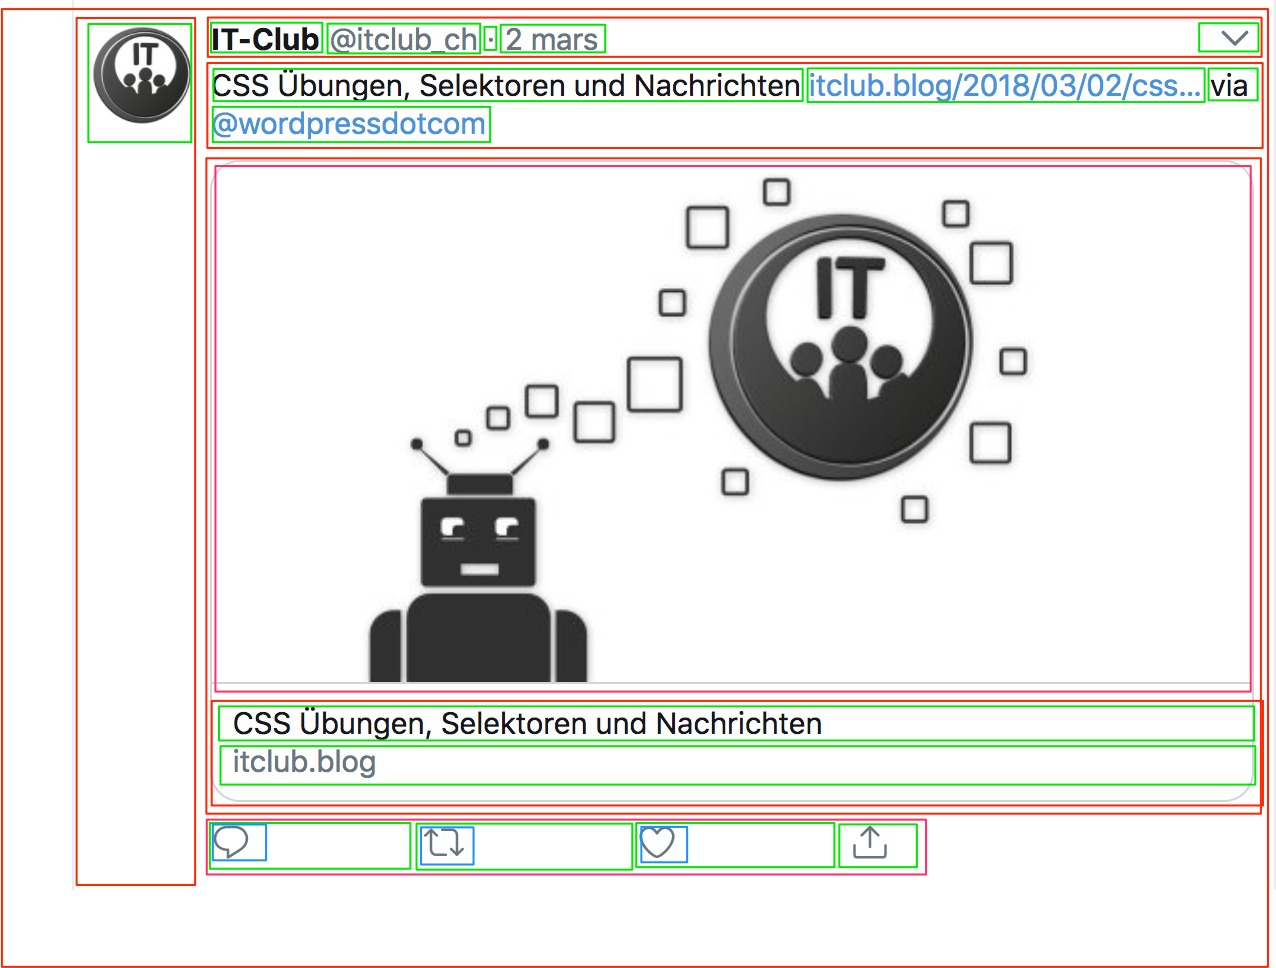 IT
IT-Club @itclub_ch · 2 mars
CSS Übungen, Selektoren und Nachrichten itclub.blog/2018/03/02/css... via
@wordpressdotcom
IT
CSS Übungen, Selektoren und Nachrichten
itclub.blog